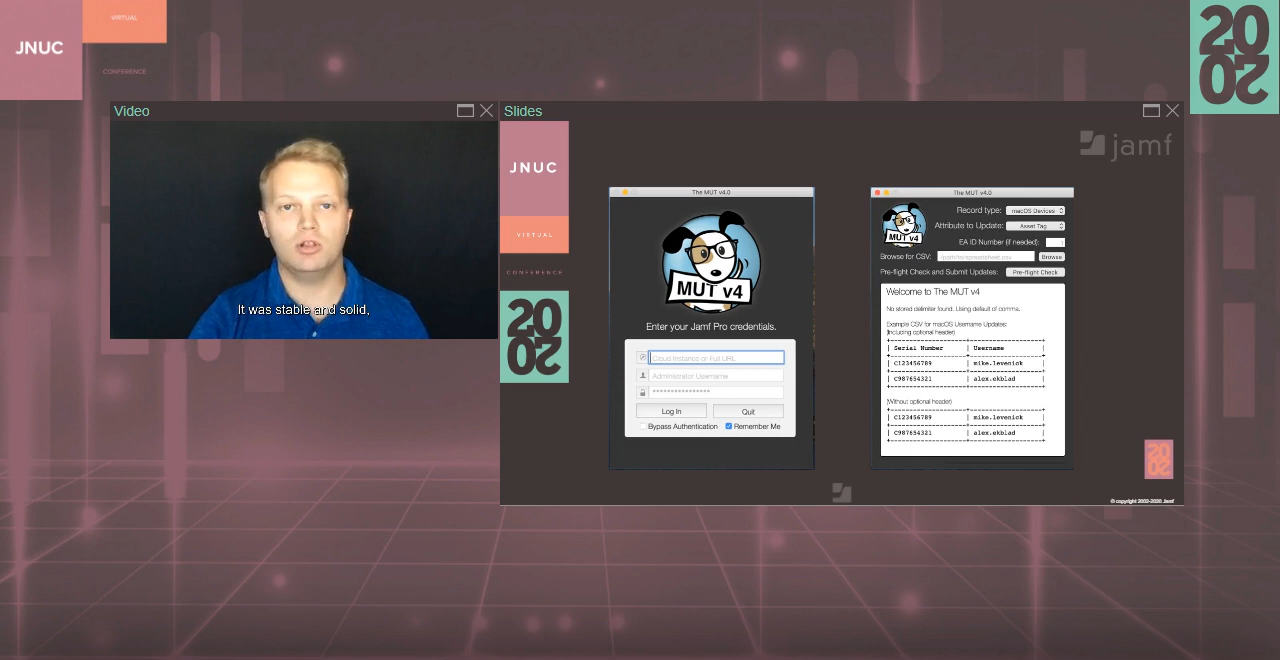 JNUC
VIRTUAL
CONFERENCE
2020
Video
It was stable and solid,
Slides
JNUC
VIRTUAL
CONFERENCE
2020
jamf
The MUT v4.0
MUT v4
Enter your Jamf Pro credentials.
Cloud Instance or Full URL
Administrator Username
****************
Log In
Quit
Bypass Authentication
Remember Me
The MUT v4.0
MUT v4
Record type: macOS Devices
Attribute to Update: Asset Tag
EA ID Number (if needed):
Browse for CSV: /path/to/spreadsheet.csv Browse
Pre-flight Check and Submit Updates: Pre-flight Check
Welcome to The MUT v4
No stored delimiter found. Using default of comma.
Example CSV for macOS Username Updates:
(Including optional header)
+--------------------+--------------------+
| Serial Number | Username |
+--------------------+--------------------+
| C123456789 | mike.levenick |
+--------------------+--------------------+
| C987654321 | alex.ekblad |
+--------------------+--------------------+
(Without optional header)
+--------------------+--------------------+
| C123456789 | mike.levenick |
+--------------------+--------------------+
| C987654321 | alex.ekblad |
+--------------------+--------------------+
2020
© copyright 2002-2020 Jamf